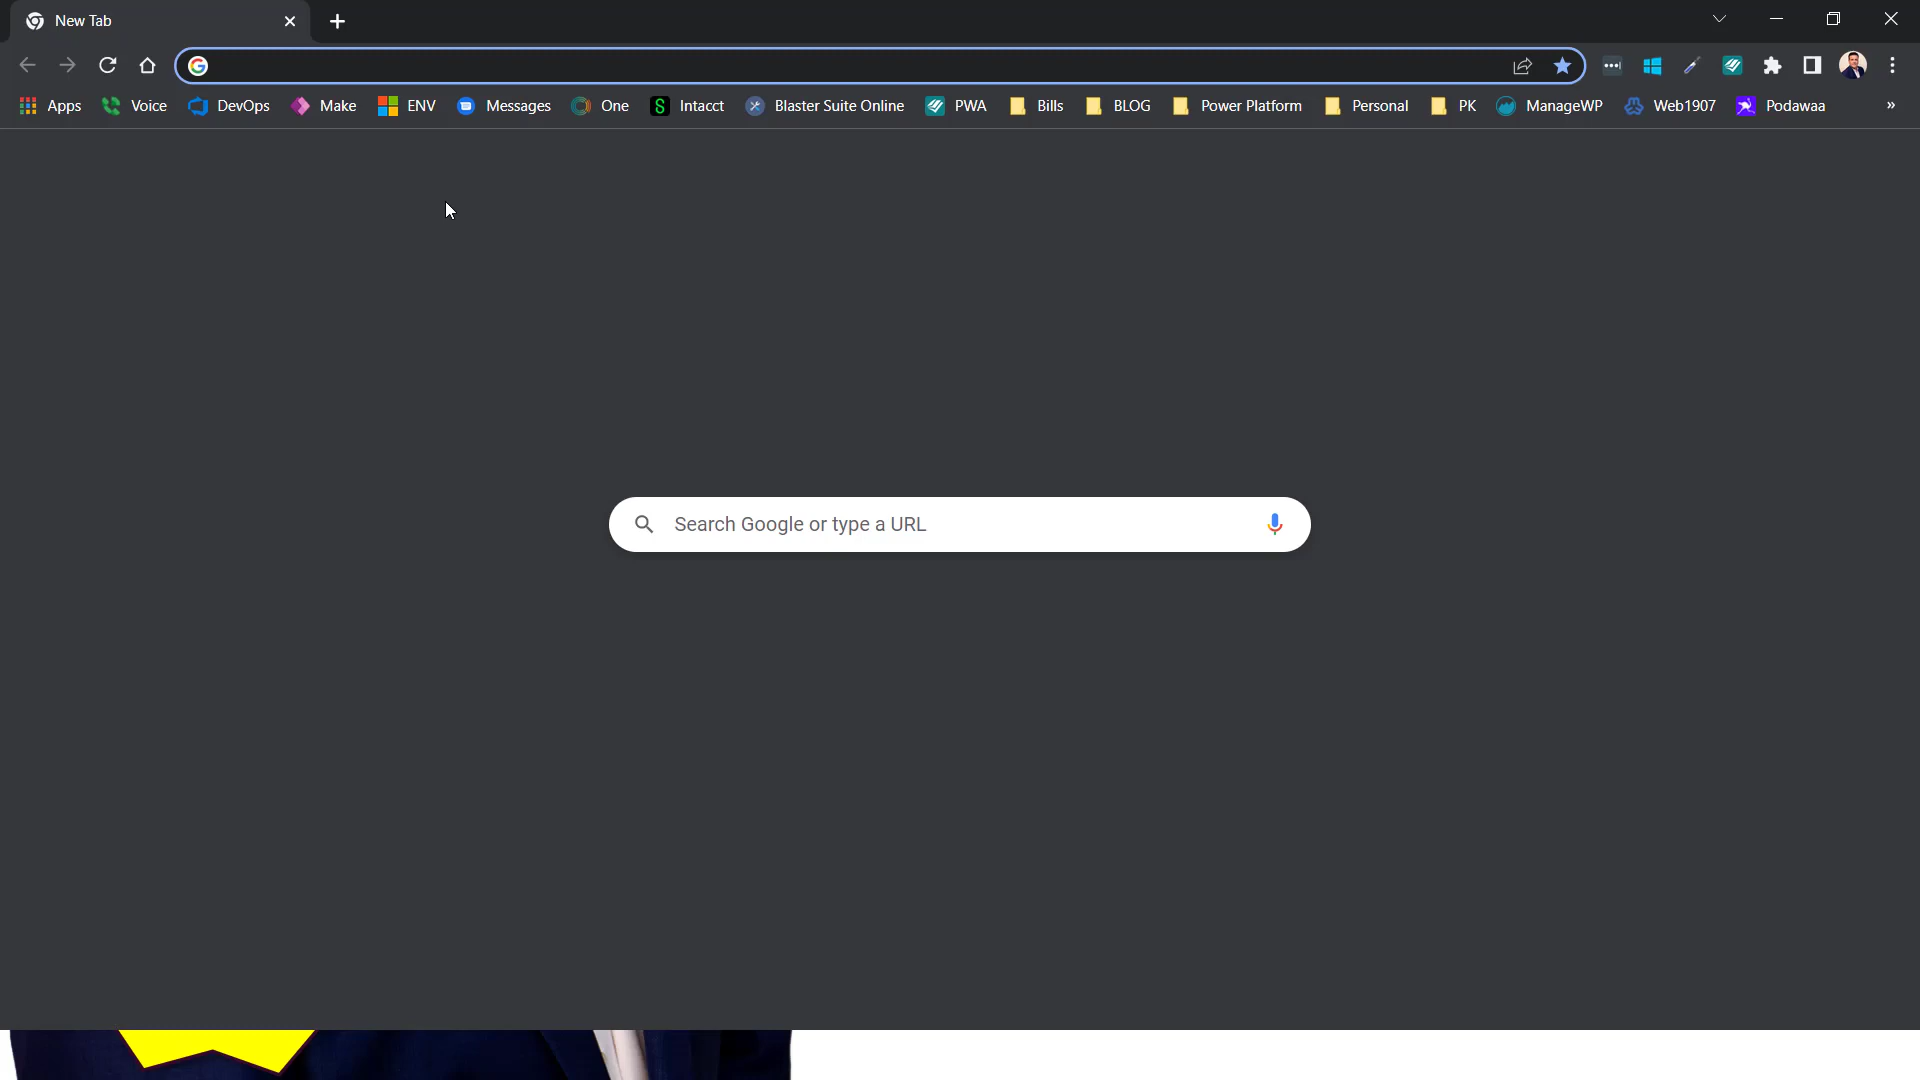 New Tab
Apps Voice DevOps Make ENV Messages One Intacct Blaster Suite Online PWA Bills BLOG Power Platform Personal PK ManageWP Web1907 Podawaa »
Search Google or type a URL